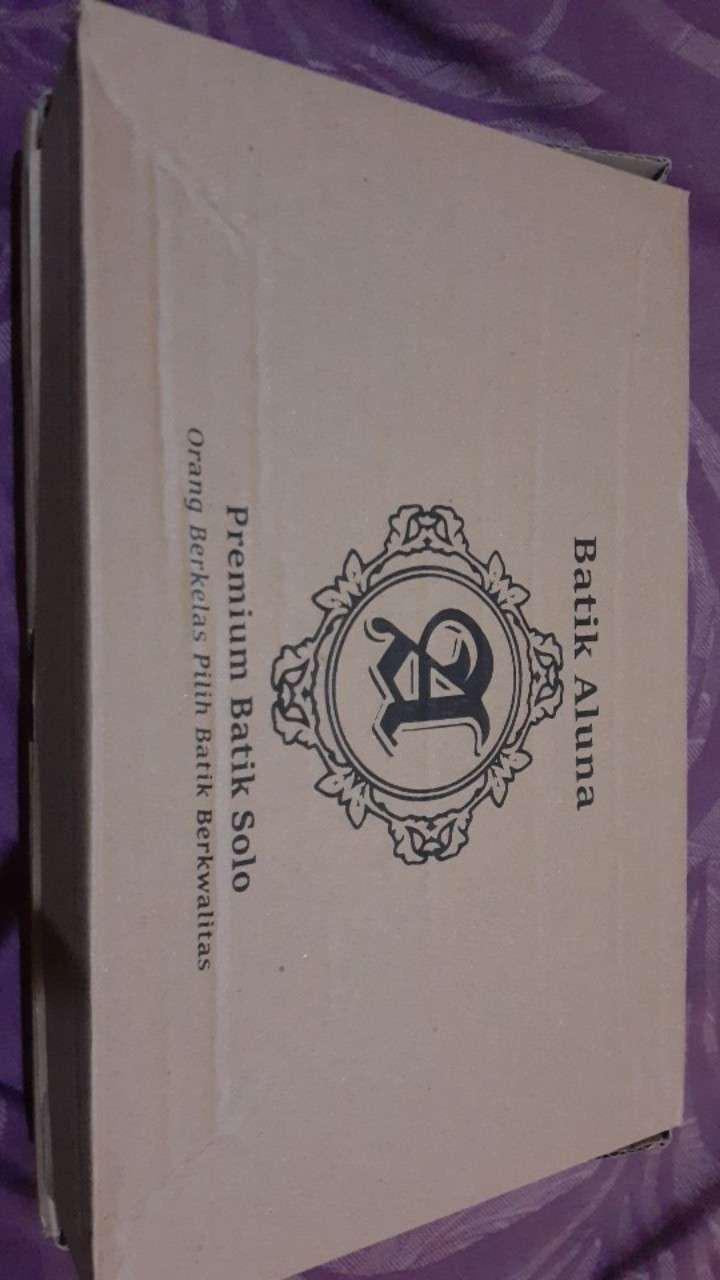 Batik Aluna
A
Premium Batik Solo
Orang Berkelas Pilih Batik Berkwalitas